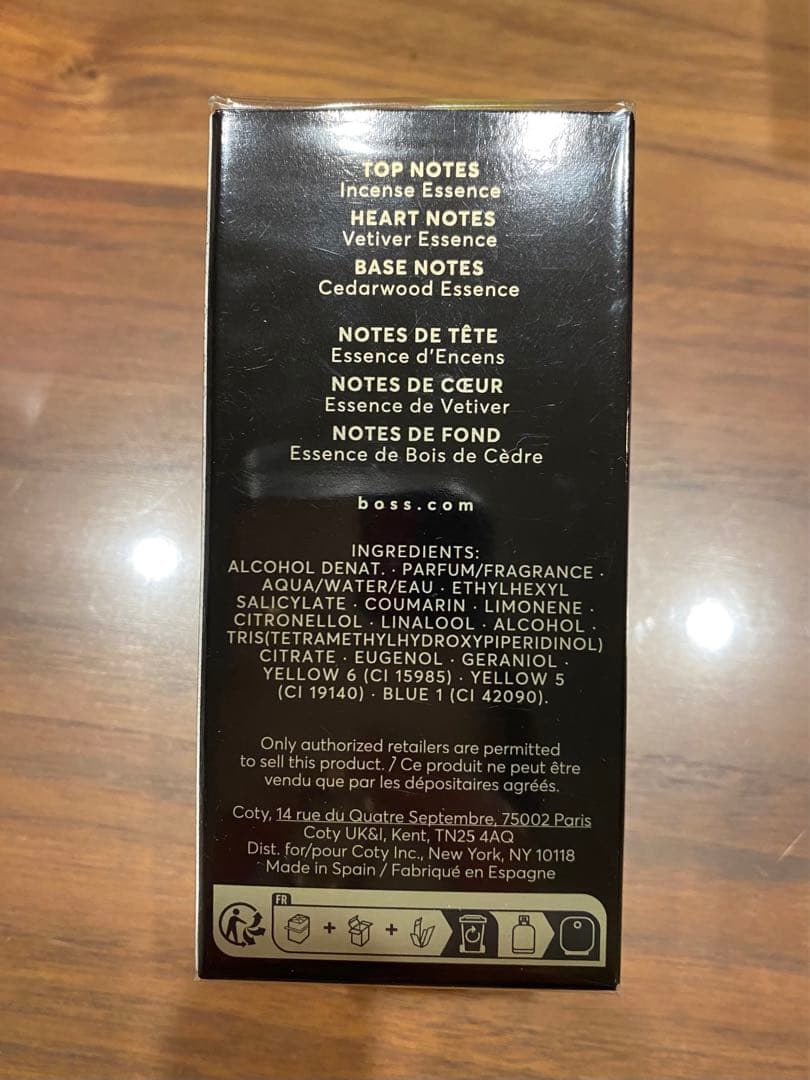 TOP NOTES
Incense Essence
HEART NOTES
Vetiver Essence
BASE NOTES
Cedarwood Essence
NOTES DE TÊTE
Essence d'Encens
NOTES DE CŒUR
Essence de Vetiver
NOTES DE FOND
Essence de Bois de Cèdre
boss.com
INGREDIENTS:
ALCOHOL DENAT. · PARFUM/FRAGRANCE ·
AQUA/WATER/EAU · ETHYLHEXYL
SALICYLATE · COUMARIN · LIMONENE ·
CITRONELLOL · LINALOOL · ALCOHOL ·
TRIS(TETRAMETHYLHYDROXYPIPERIDINOL)
CITRATE · EUGENOL · GERANIOL ·
YELLOW 6 (CI 15985) · YELLOW 5
(CI 19140) · BLUE 1 (CI 42090).
Only authorized retailers are permitted
to sell this product. / Ce produit ne peut être
vendu que par les dépositaires agréés.
Coty, 14 rue du Quatre Septembre, 75002 Paris
Coty UK&I, Kent, TN25 4AQ
Dist. for/pour Coty Inc., New York, NY 10118
Made in Spain / Fabriqué en Espagne
FR